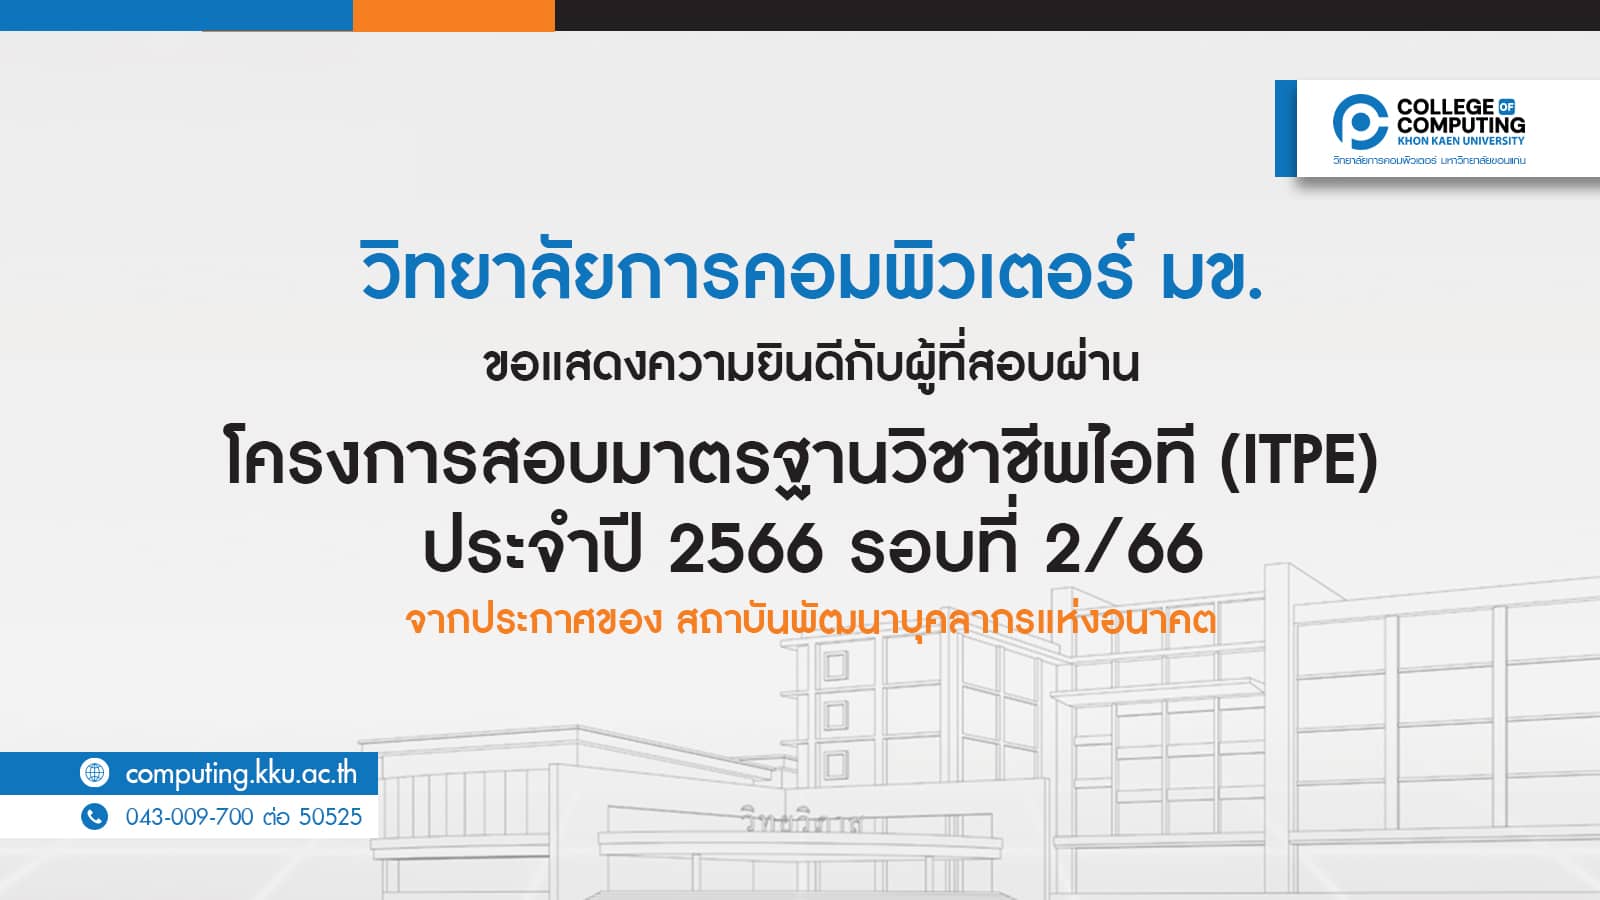 COLLEGE OF
COMPUTING
KHON KAEN UNIVERSITY
วิทยาลัยการคอมพิวเตอร์ มหาวิทยาลัยขอนแก่น
วิทยาลัยการคอมพิวเตอร์ มข.
ขอแสดงความยินดีกับผู้ที่สอบผ่าน
โครงการสอบมาตรฐานวิชาชีพไอที (ITPE)
ประจำปี 2566 รอบที่ 2/66
จากประกาศของ สถาบันพัฒนาบุคลากรแห่งอนาคต
วิทยวิภาส
computing.kku.ac.th
043-009-700 ต่อ 50525